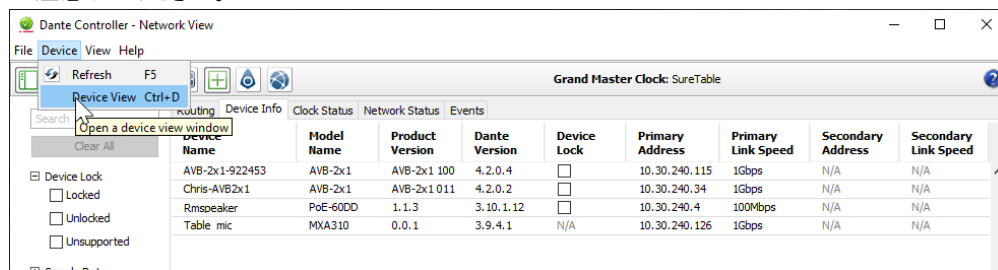 Dante Controller - Network View
File Device View Help
Refresh F5
Device View Ctrl+D
Open a device view window
Grand Master Clock: SureTable
Search
Clear All
Routing Device Info Clock Status Network Status Events
Device Name Model Name Product Version Dante Version Device Lock Primary Address Primary Link Speed Secondary Address Secondary Link Speed
AVB-2x1-922453 AVB-2x1 AVB-2x1 100 4.2.0.4 10.30.240.115 1Gbps N/A N/A
Chris-AVB2x1 AVB-2x1 AVB-2x1 011 4.2.0.2 10.30.240.34 1Gbps N/A N/A
Rmspeaker PoE-60DD 1.1.3 3.10.1.12 10.30.240.4 100Mbps N/A N/A
Table mic MXA310 0.0.1 3.9.4.1 N/A 10.30.240.126 1Gbps N/A N/A
Device Lock
Locked
Unlocked
Unsupported